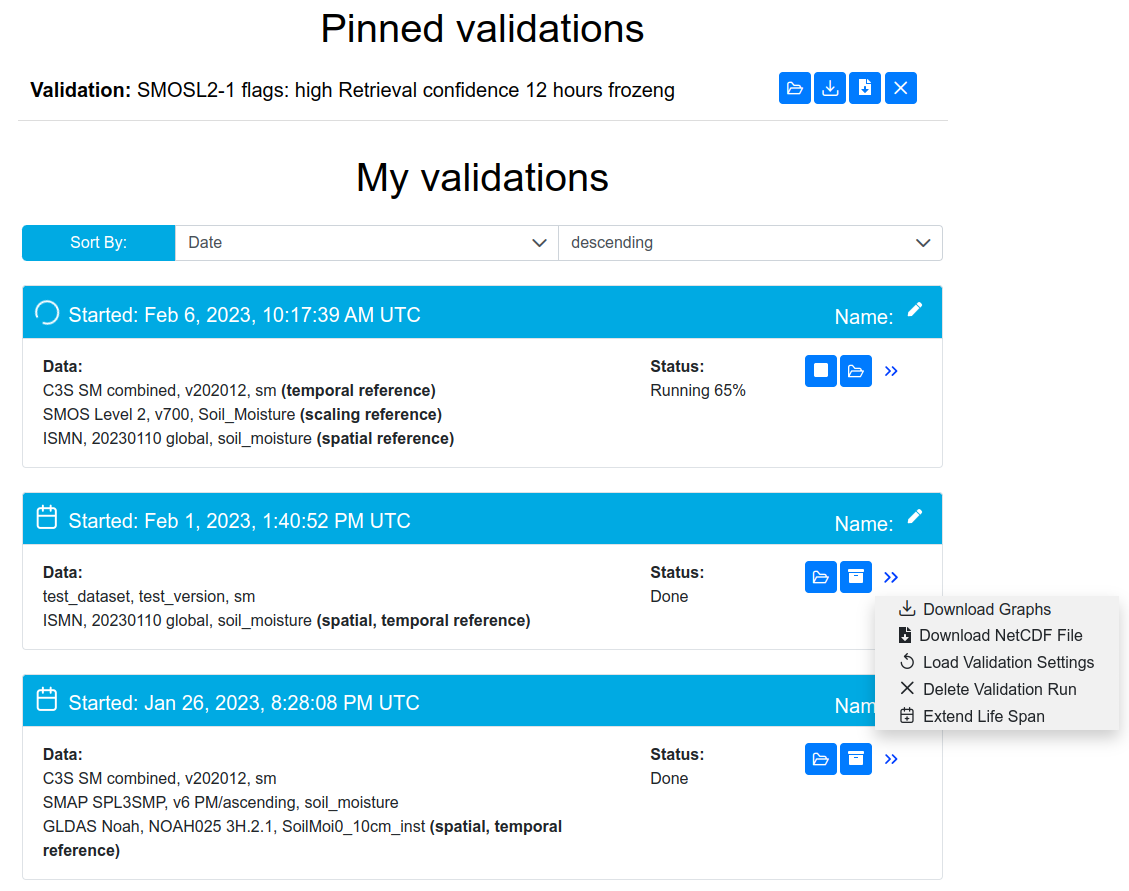 Pinned validations
Validation: SMOSL2-1 flags: high Retrieval confidence 12 hours frozeng
My validations
Sort By: Date descending
Started: Feb 6, 2023, 10:17:39 AM UTC Name:
Data: Status:
C3S SM combined, v202012, sm (temporal reference) Running 65%
SMOS Level 2, v700, Soil_Moisture (scaling reference)
ISMN, 20230110 global, soil_moisture (spatial reference)
Started: Feb 1, 2023, 1:40:52 PM UTC Name:
Data: Status:
test_dataset, test_version, sm Done
ISMN, 20230110 global, soil_moisture (spatial, temporal reference)
Download Graphs
Download NetCDF File
Load Validation Settings
Delete Validation Run
Extend Life Span
Started: Jan 26, 2023, 8:28:08 PM UTC Nam
Data: Status:
C3S SM combined, v202012, sm Done
SMAP SPL3SMP, v6 PM/ascending, soil_moisture
GLDAS Noah, NOAH025 3H.2.1, SoilMoi0_10cm_inst (spatial, temporal
reference)